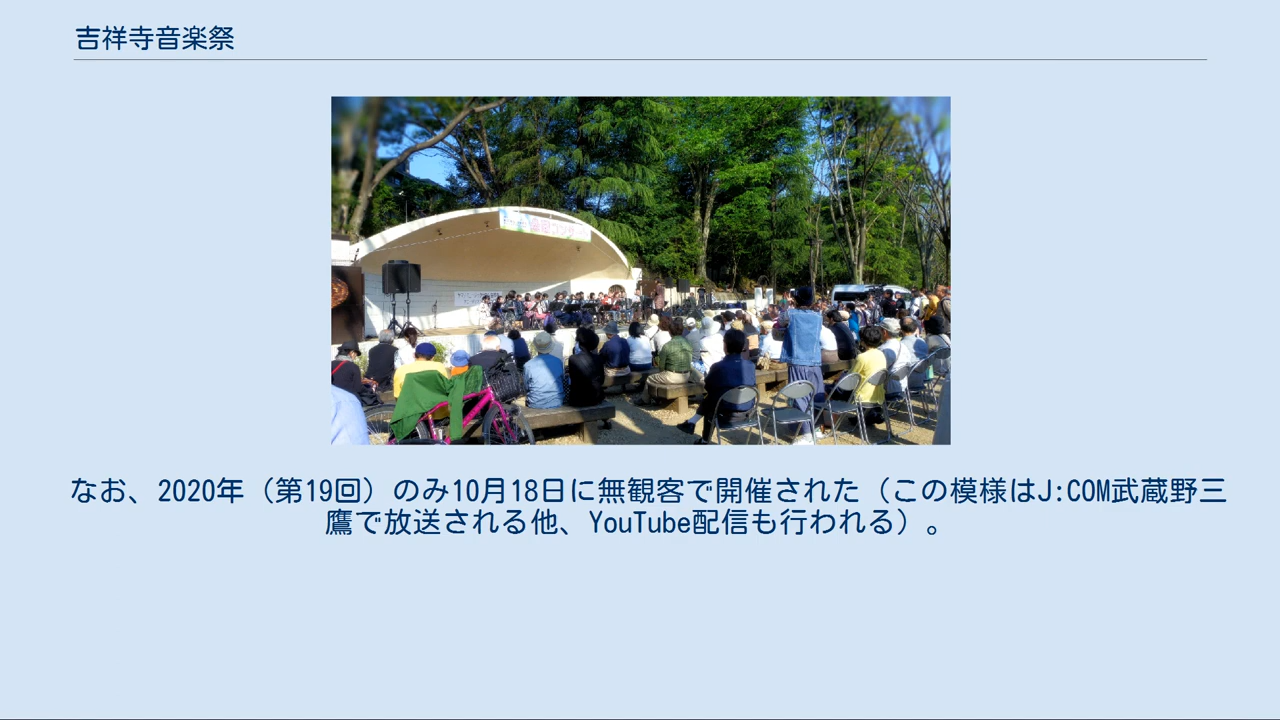 吉祥寺音楽祭
なお、2020年（第19回）のみ10月18日に無観客で開催された（この模様はJ:COM武蔵野三
鷹で放送される他、YouTube配信も行われる）。